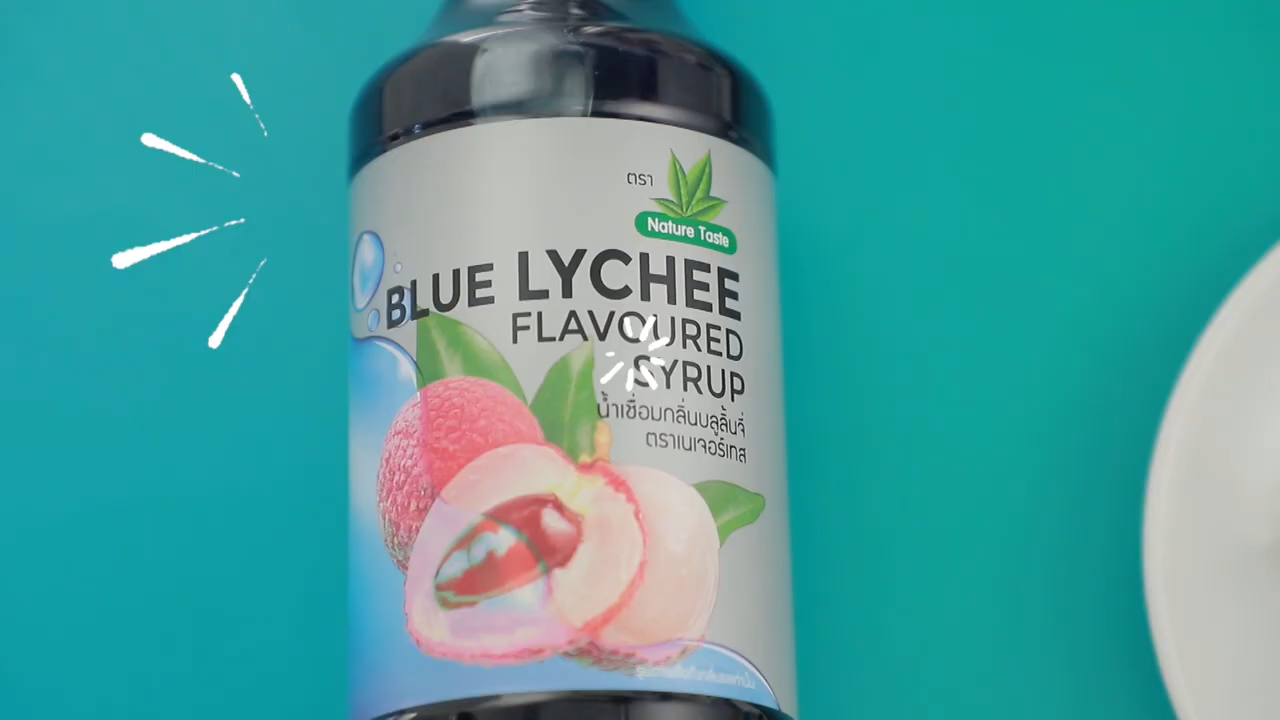 ตรา
Nature Taste
BLUE LYCHEE
FLAVOURED
SYRUP
น้ำเชื่อมกลิ่นบลูลิ้นจี่
ตราเนเจอร์เทส